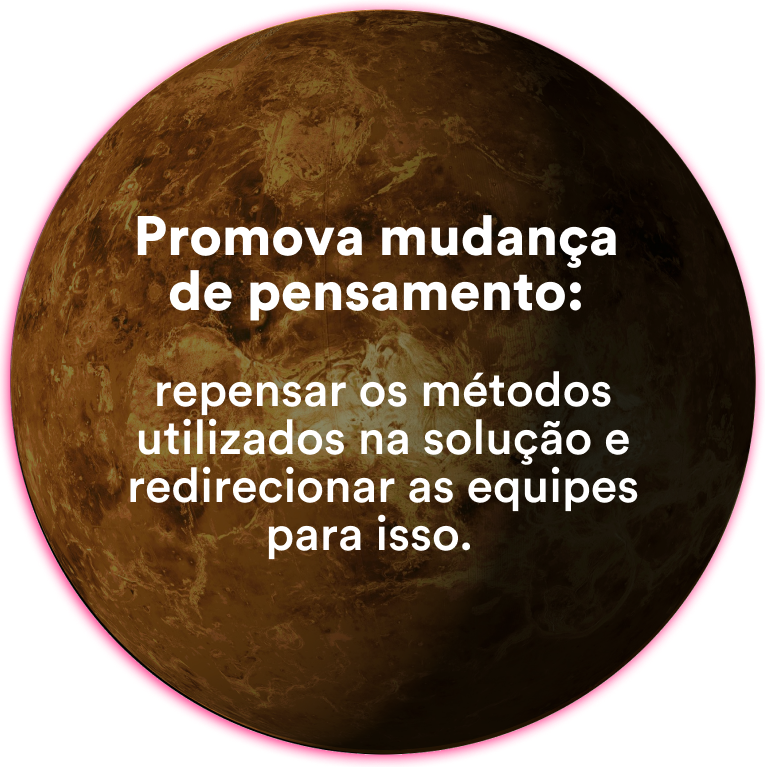 Promova mudança
de pensamento:
repensar os métodos
utilizados na solução e
redirecionar as equipes
para isso.